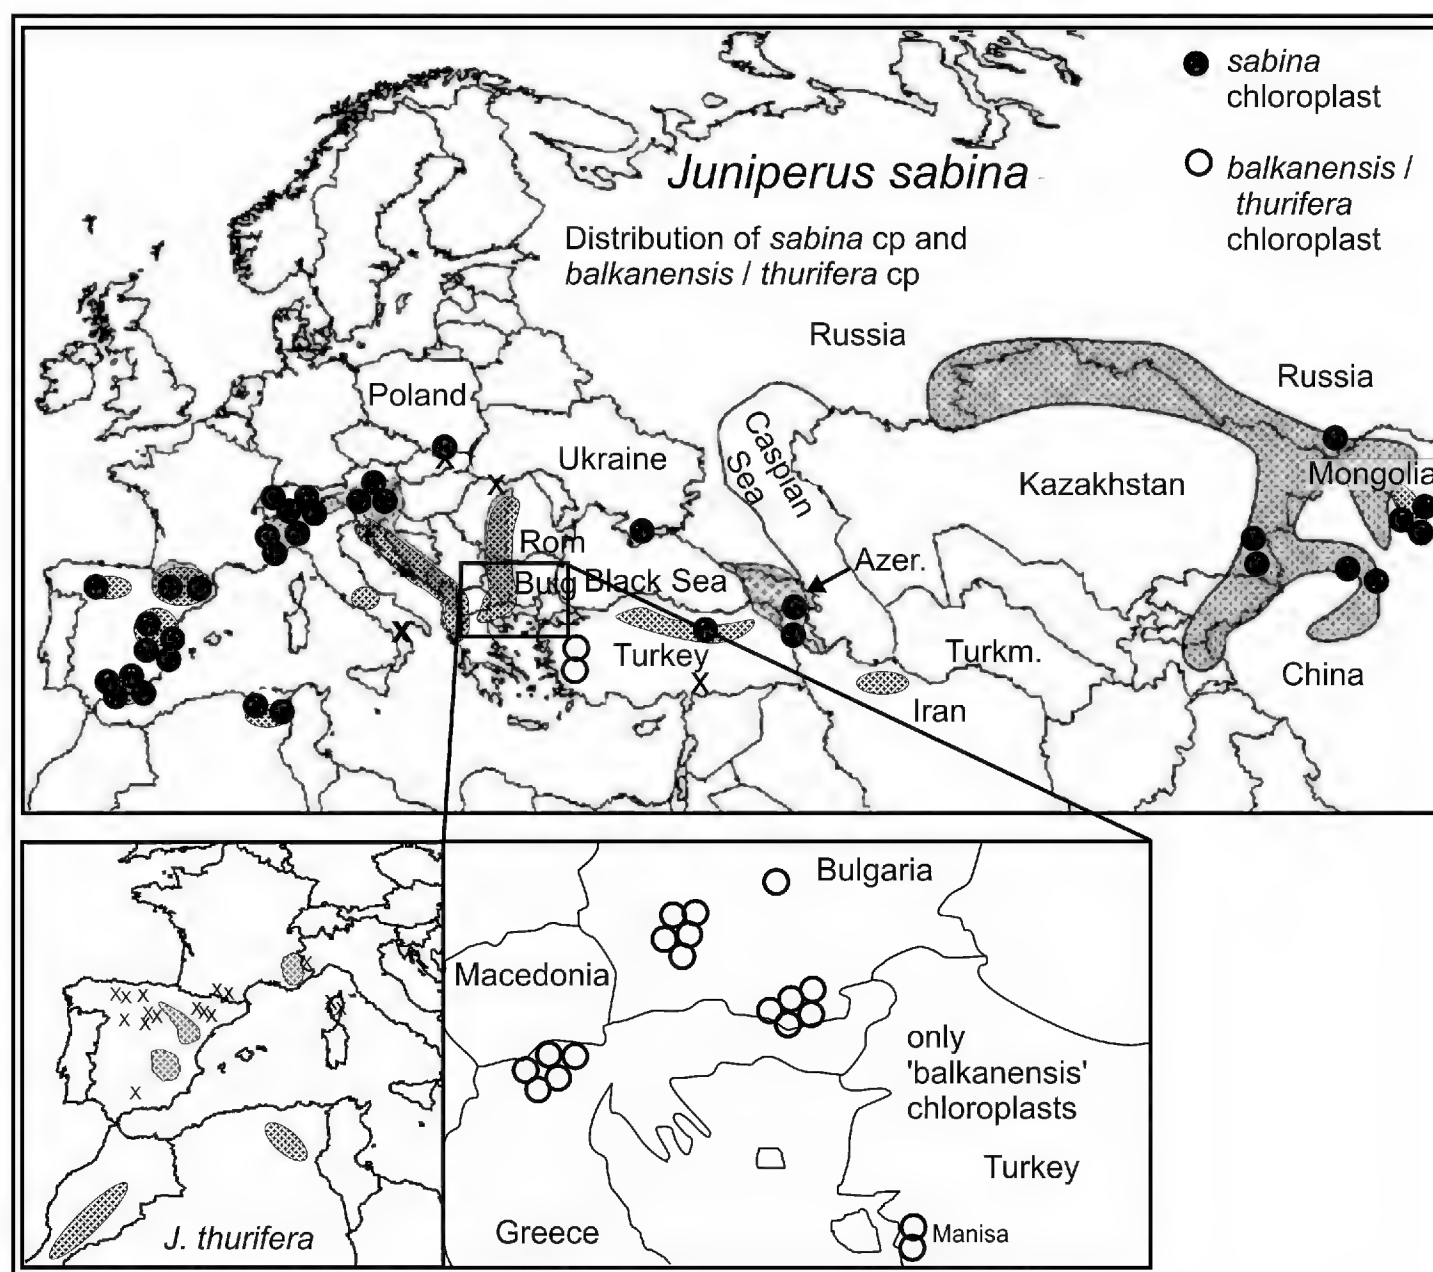 sabina
chloroplast
balkanensis /
thurifera
chloroplast
Juniperus sabina
Distribution of sabina cp and
balkanensis / thurifera cp
Russia
Russia
Poland
Ukraine
Caspian
Sea
Kazakhstan
Mongolia
Rom
Bulg
Black Sea
Azer.
Turkey
Turkm.
Iran
China
X
X
X
X
J. thurifera
Bulgaria
Macedonia
only
'balkanensis'
chloroplasts
Turkey
Greece
Manisa